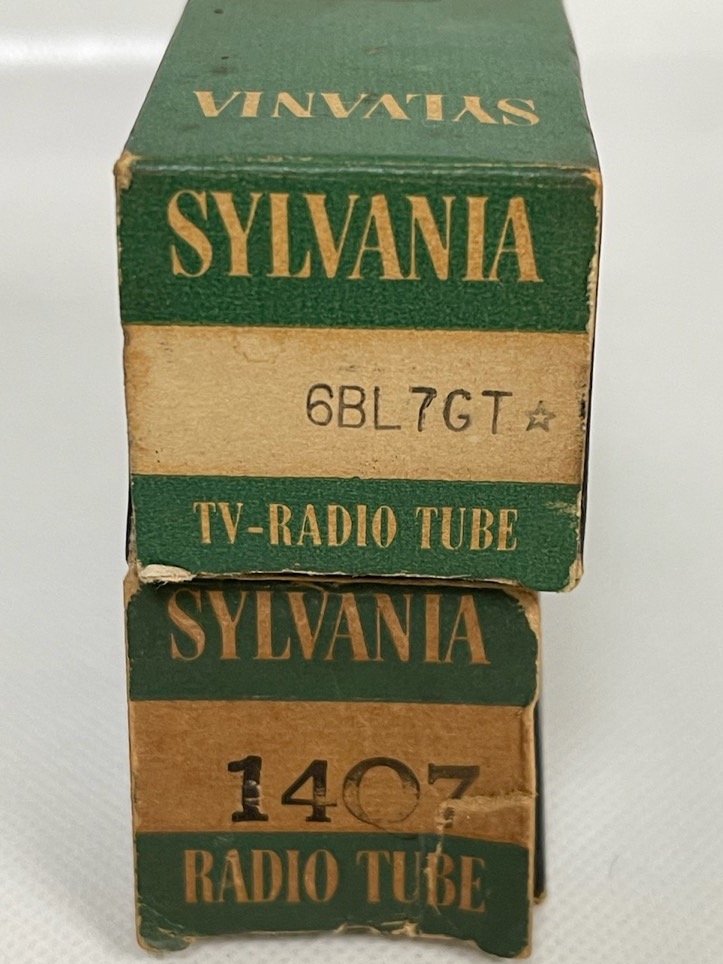 SYLVANIA
SYLVANIA
6BL7GT☆
TV-RADIO TUBE
SYLVANIA
14Q7
RADIO TUBE